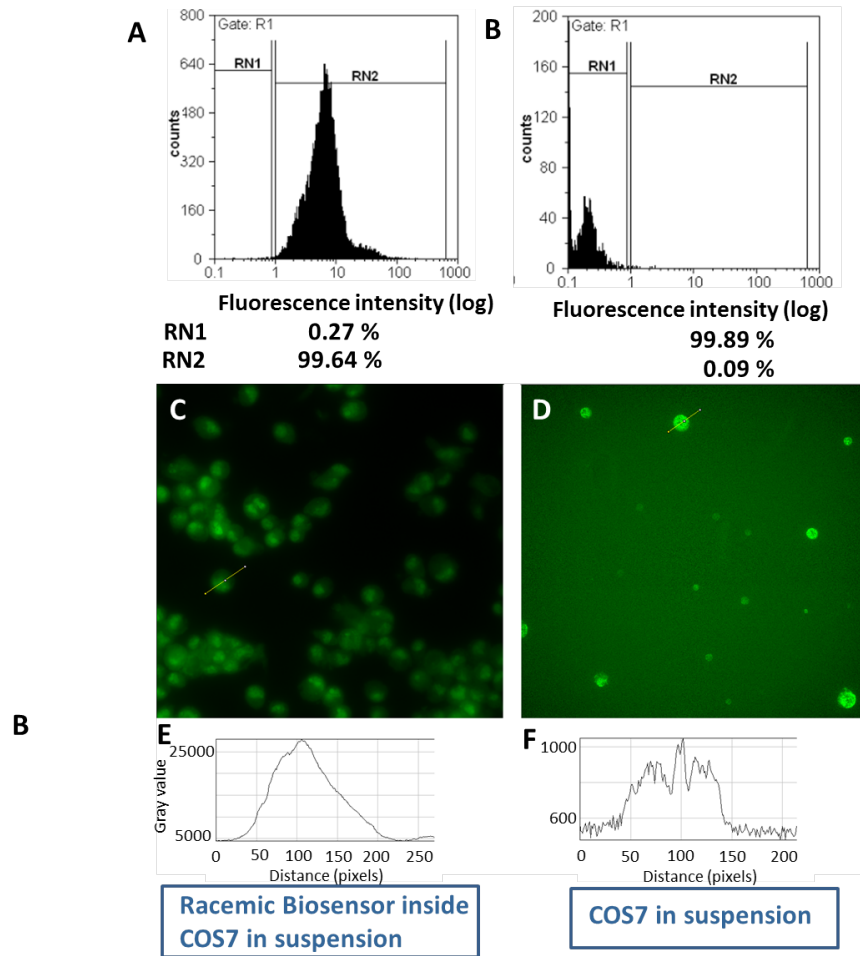 A
Gate: R1
RN1
RN2
counts
800
640
480
320
160
0
0.1 1 10 100 1000
Fluorescence intensity (log)
RN1 0.27 %
RN2 99.64 %
B
Gate: R1
RN1
RN2
counts
200
160
120
80
40
0
0.1 1 10 100 1000
Fluorescence intensity (log)
99.89 %
0.09 %
C
D
B
E
Gray value
25000
5000
0 50 100 150 200 250
Distance (pixels)
F
1000
600
0 50 100 150 200
Distance (pixels)
Racemic Biosensor inside
COS7 in suspension
COS7 in suspension